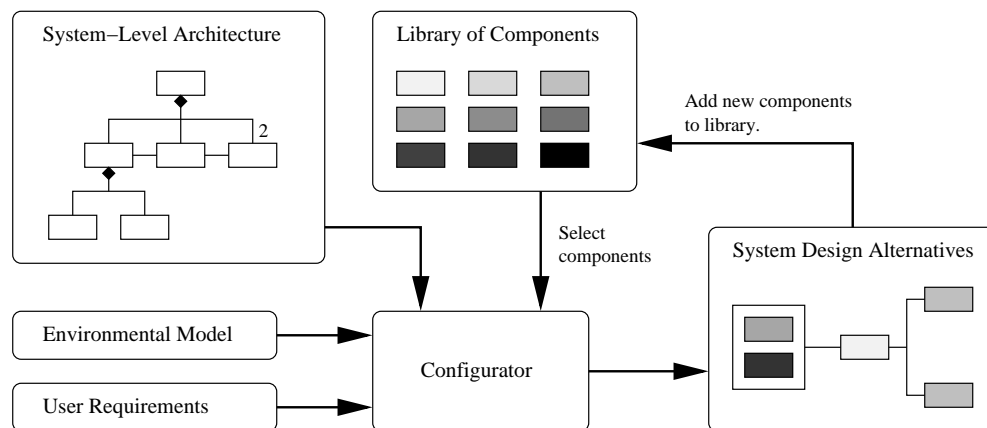 System−Level Architecture
2
Library of Components
Add new components
to library.
Select
components
System Design Alternatives
Environmental Model
Configurator
User Requirements